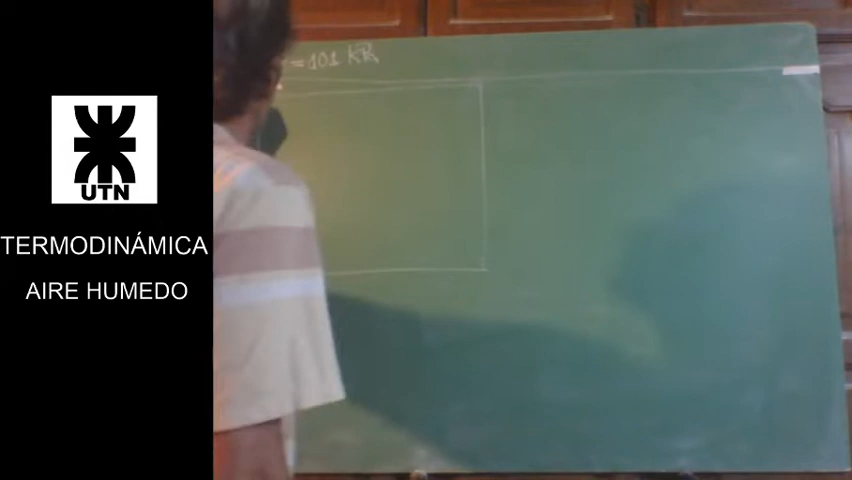 UTN
TERMODINÁMICA
AIRE HUMEDO
= 101 KPa